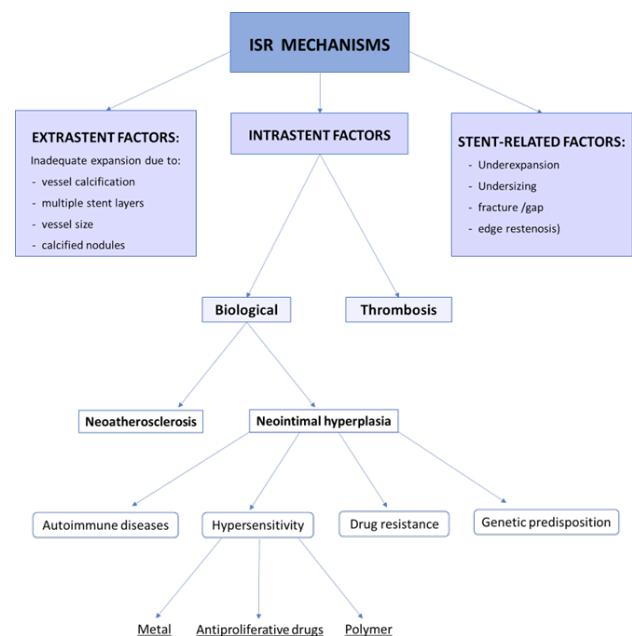 ISR MECHANISMS
EXTRASTENT FACTORS:
Inadequate expansion due to:
- vessel calcification
- multiple stent layers
- vessel size
- calcified nodules
INTRASTENT FACTORS
STENT-RELATED FACTORS:
- Underexpansion
- Undersizing
- fracture /gap
- edge restenosis)
Biological
Thrombosis
Neoatherosclerosis
Neointimal hyperplasia
Autoimmune diseases
Hypersensitivity
Drug resistance
Genetic predisposition
Metal
Antiproliferative drugs
Polymer